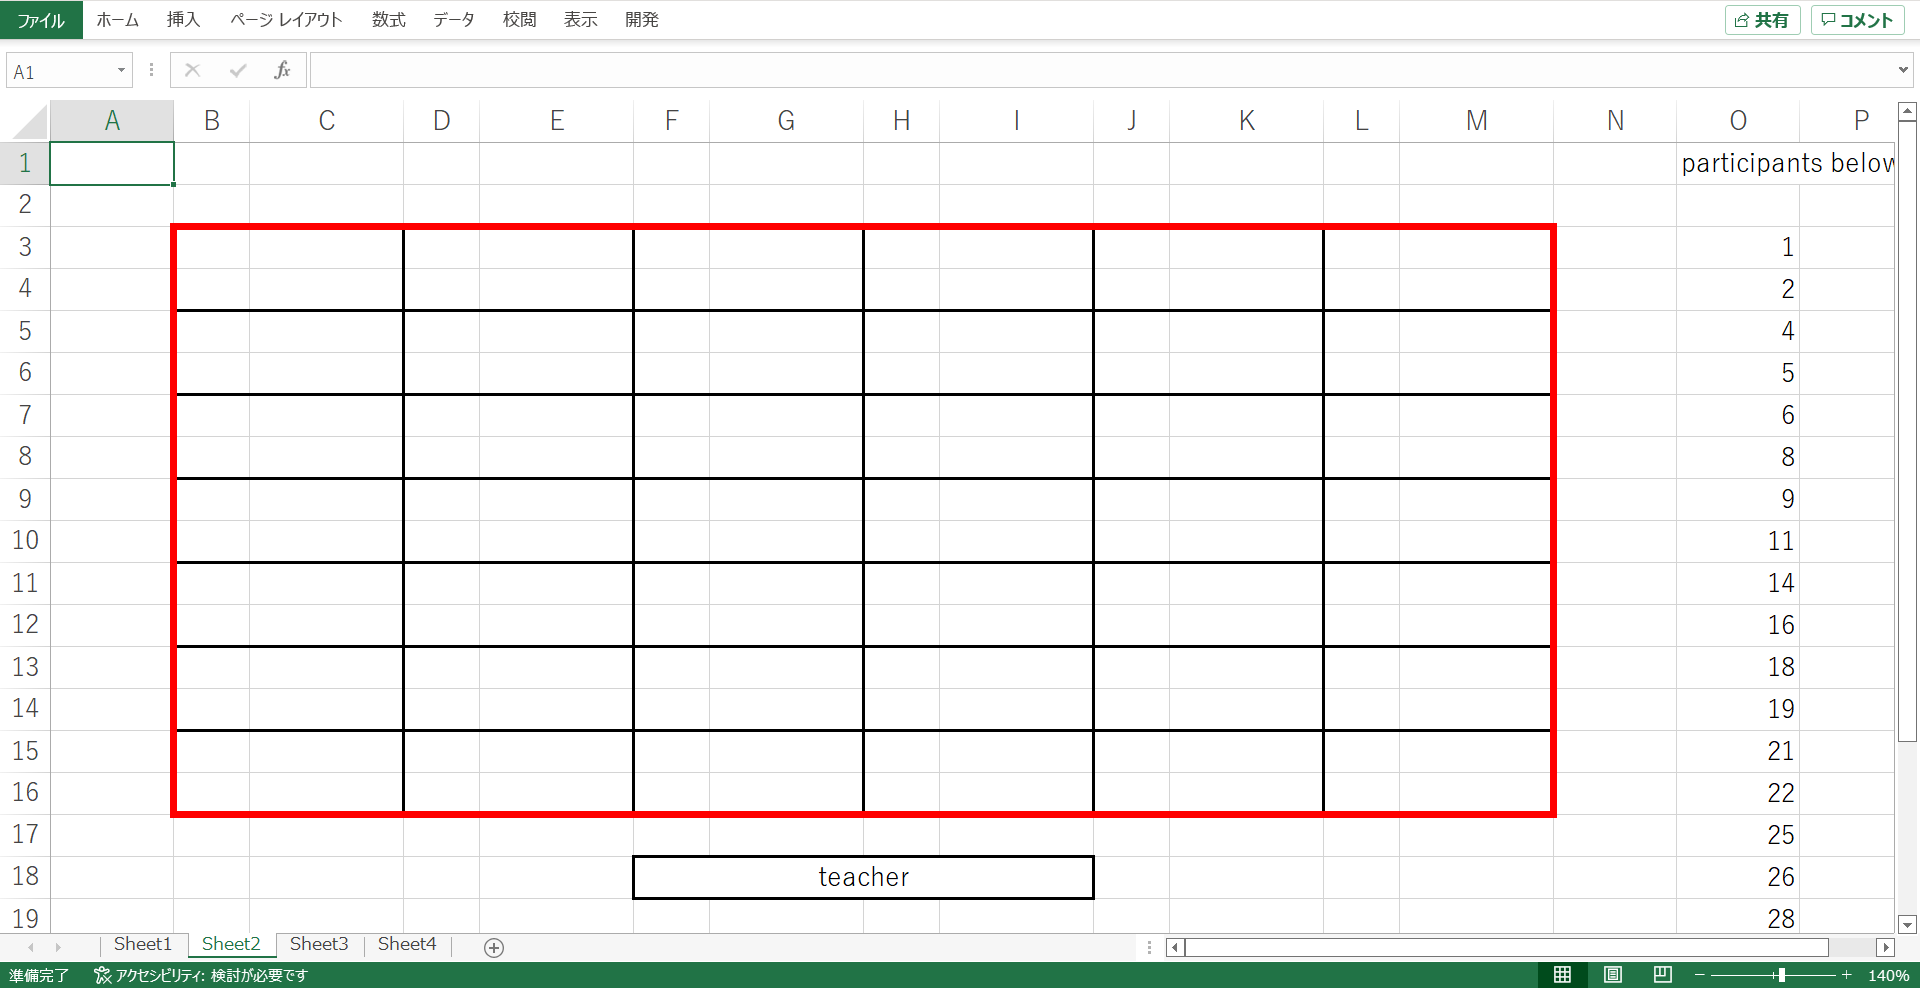 ファイル ホーム 挿入 ページ レイアウト 数式 データ 校閲 表示 開発 共有 コメント
A1 fx
A B C D E F G H I J K L M N O P
1 participants below
2
3 1
4 2
5 4
6 5
7 6
8 8
9 9
10 11
11 14
12 16
13 18
14 19
15 21
16 22
17 25
18 teacher 26
19 28
Sheet1 Sheet2 Sheet3 Sheet4
準備完了 アクセシビリティ: 検討が必要です 140%